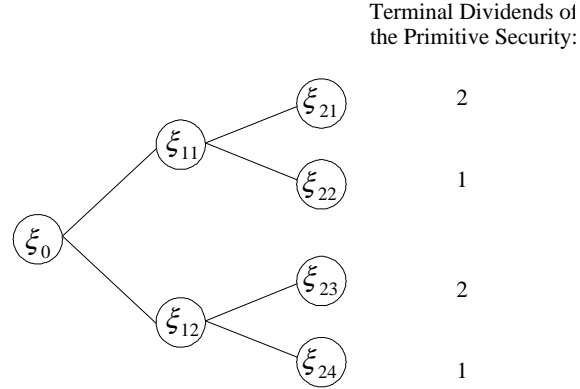 Terminal Dividends of
the Primitive Security:
ξ21
2
ξ11
ξ22
1
ξ0
ξ23
2
ξ12
ξ24
1